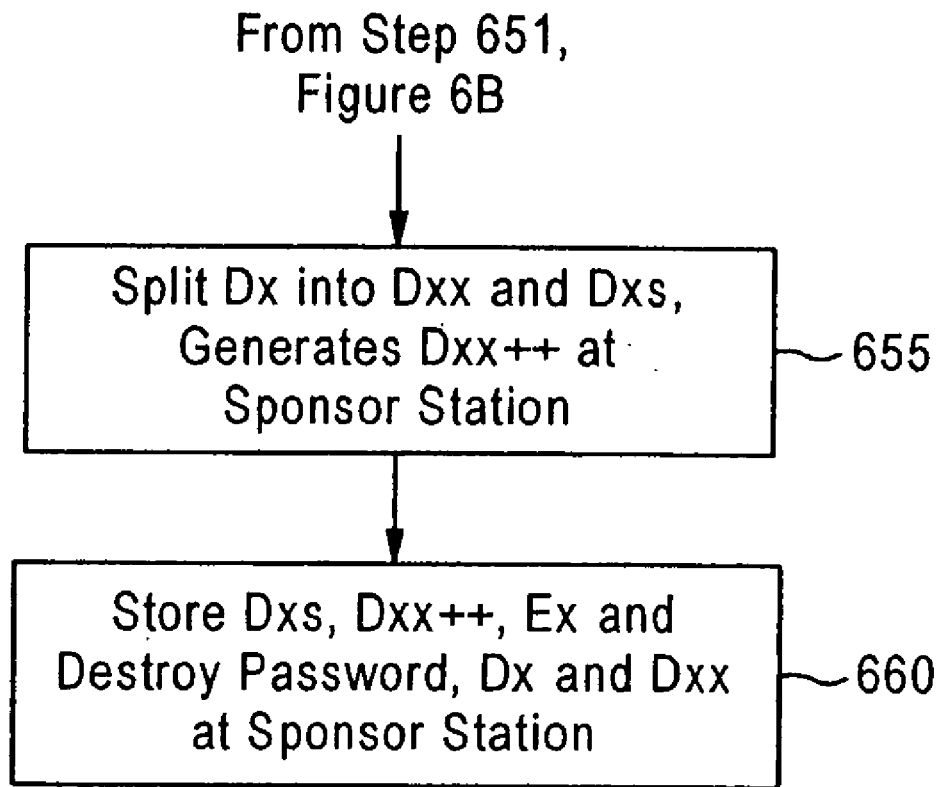 From Step 651,
Figure 6B
Split Dx into Dxx and Dxs,
Generates Dxx++ at
Sponsor Station
655
Store Dxs, Dxx++, Ex and
Destroy Password, Dx and Dxx
at Sponsor Station
660